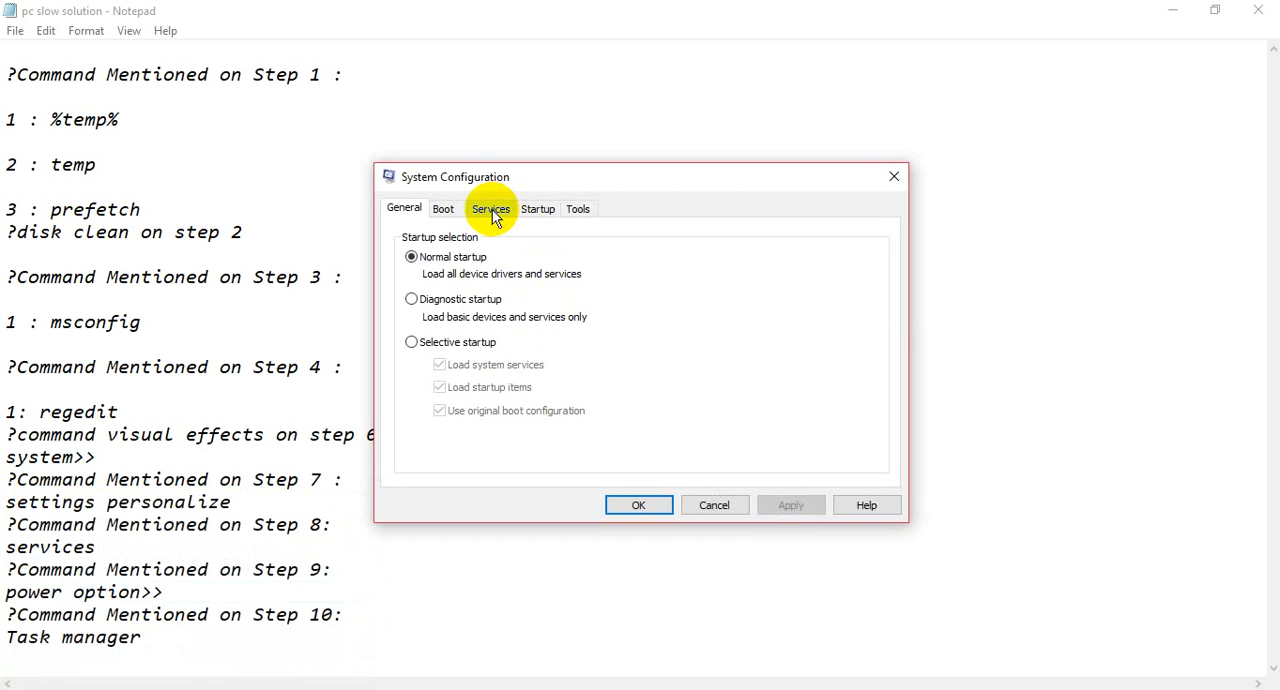 pc slow solution - Notepad
File Edit Format View Help
?Command Mentioned on Step 1 :
1 : %temp%
2 : temp
3 : prefetch
?disk clean on step 2
?Command Mentioned on Step 3 :
1 : msconfig
?Command Mentioned on Step 4 :
1: regedit
?command visual effects on step 6
system>>
?Command Mentioned on Step 7 :
settings personalize
?Command Mentioned on Step 8:
services
?Command Mentioned on Step 9:
power option>>
?Command Mentioned on Step 10:
Task manager
System Configuration
General Boot Services Startup Tools
Startup selection
Normal startup
Load all device drivers and services
Diagnostic startup
Load basic devices and services only
Selective startup
Load system services
Load startup items
Use original boot configuration
OK Cancel Apply Help